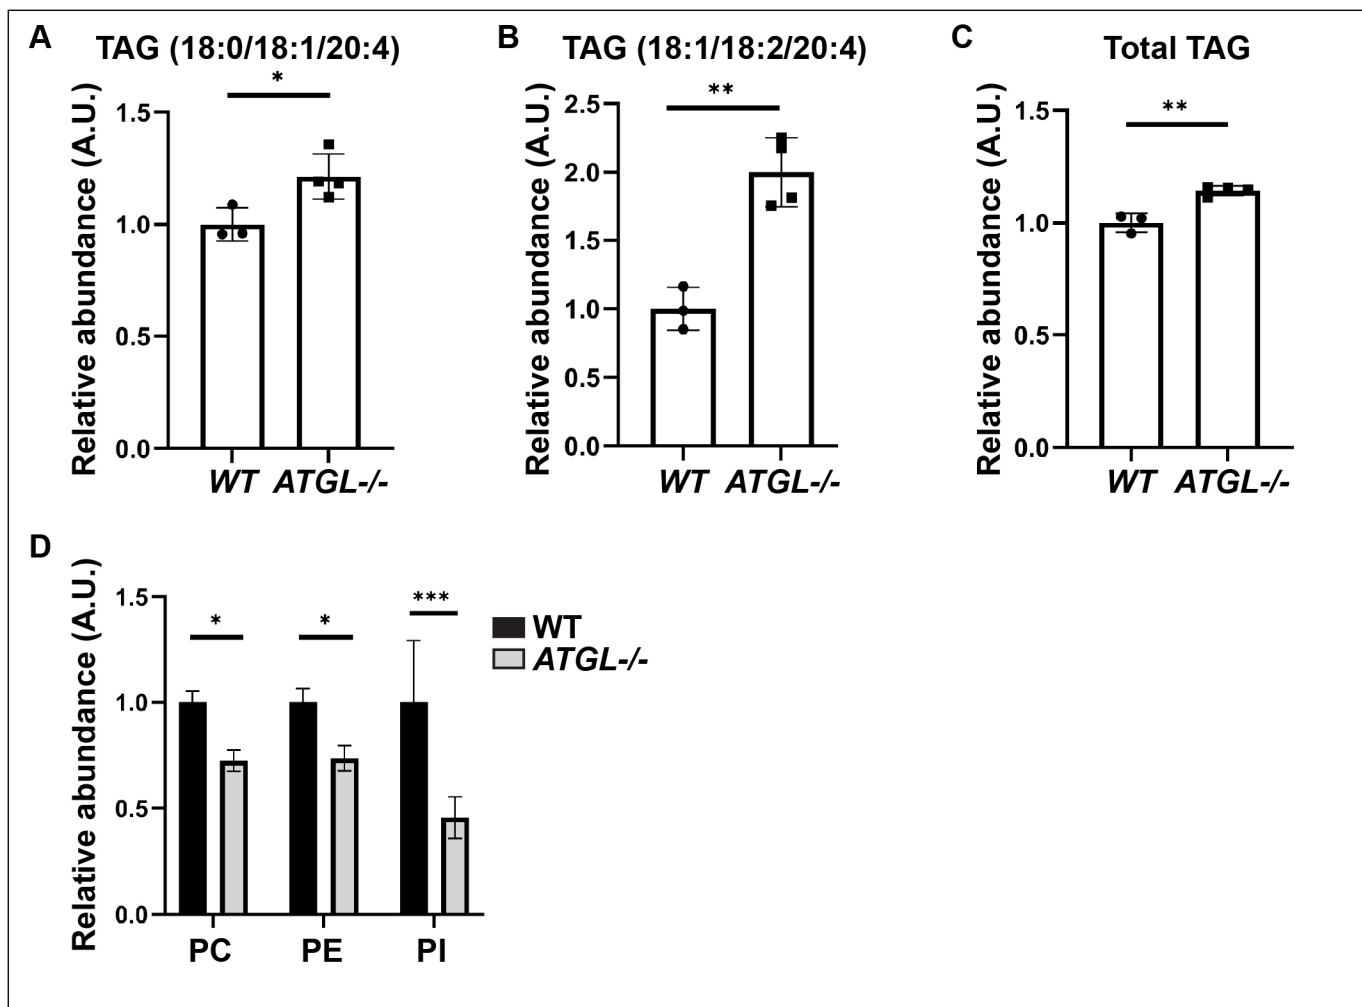 A TAG (18:0/18:1/20:4)
Relative abundance (A.U.)
*
1.5
1.0
0.5
0.0
WT ATGL-/-
B TAG (18:1/18:2/20:4)
Relative abundance (A.U.)
**
2.5
2.0
1.5
1.0
0.5
0.0
WT ATGL-/-
C Total TAG
Relative abundance (A.U.)
**
1.5
1.0
0.5
0.0
WT ATGL-/-
D
Relative abundance (A.U.)
1.5
1.0
0.5
0.0
* * ***
PC PE PI
WT
ATGL-/-